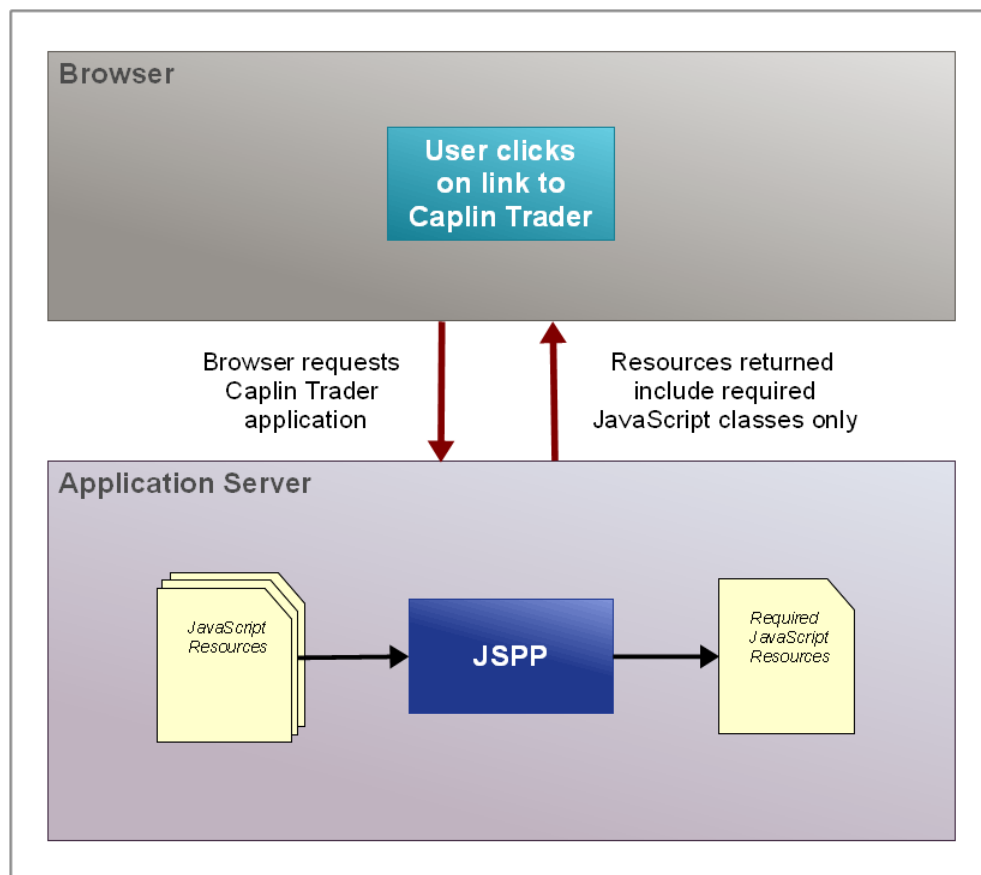 Browser
User clicks
on link to
Caplin Trader
Browser requests
Caplin Trader
application
Resources returned
include required
JavaScript classes only
Application Server
JavaScript
Resources
JSPP
Required
JavaScript
Resources